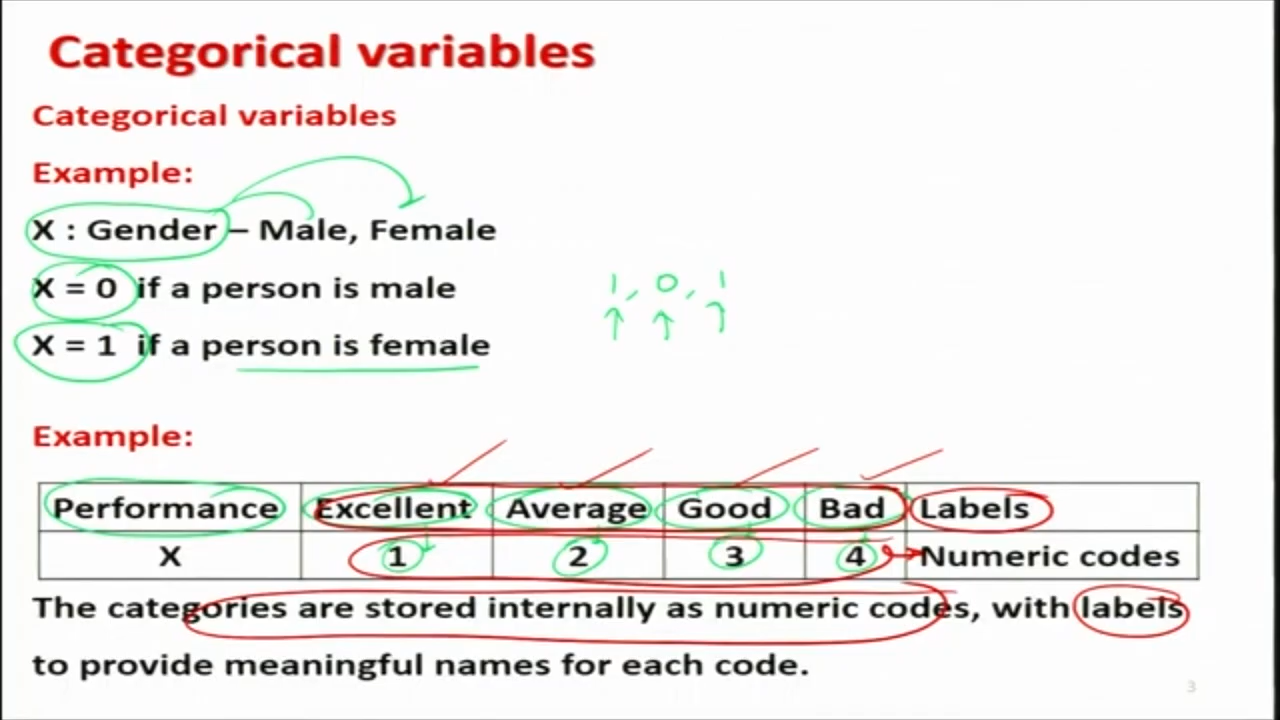 Categorical variables
Categorical variables
Example:
X : Gender – Male, Female
X = 0 if a person is male
1, 0, 1
X = 1 if a person is female
Example:
Performance Excellent Average Good Bad Labels
X 1 2 3 4 Numeric codes
The categories are stored internally as numeric codes, with labels
to provide meaningful names for each code.
3